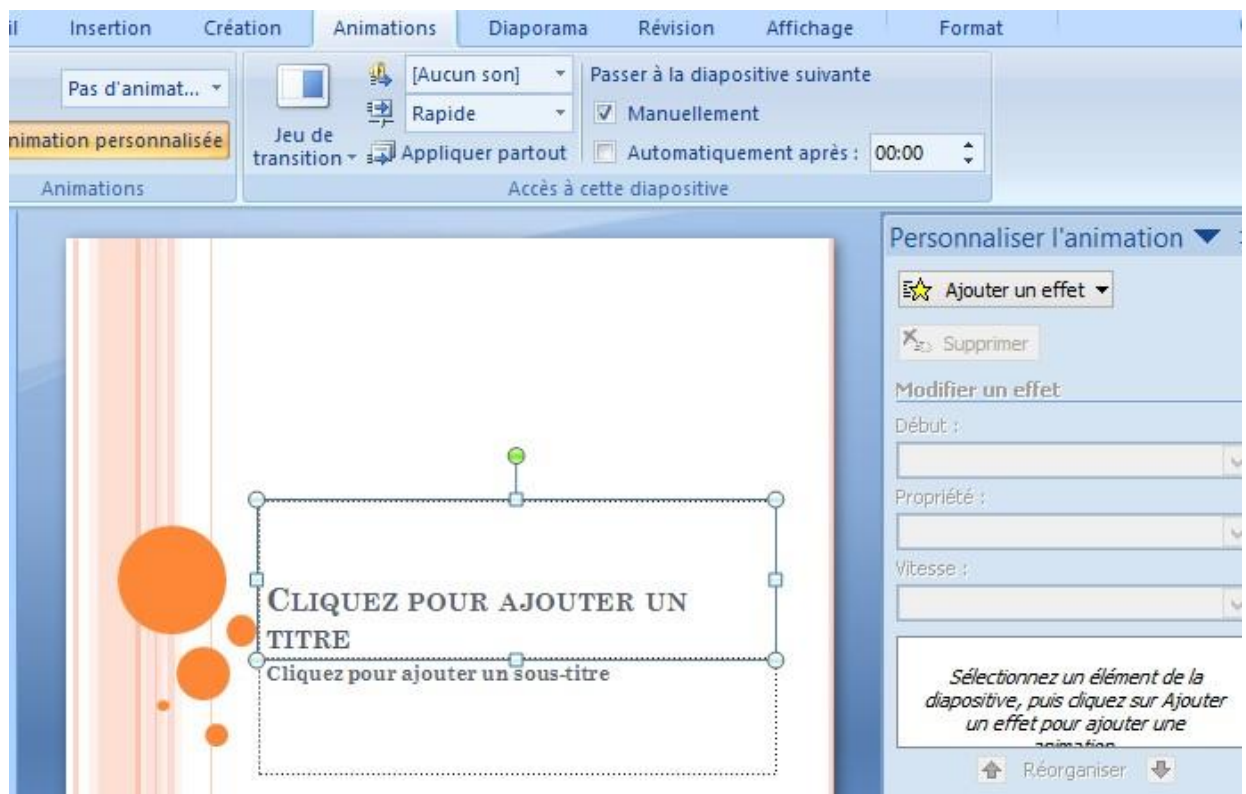 il Insertion Création Animations Diaporama Révision Affichage Format
Pas d'animat...
nimation personnalisée
Animations
Jeu de
transition
[Aucun son]
Rapide
Appliquer partout
Passer à la diapositive suivante
Manuellement
Automatiquement après : 00:00
Accès à cette diapositive
CLIQUEZ POUR AJOUTER UN
TITRE
Cliquez pour ajouter un sous-titre
Personnaliser l'animation
Ajouter un effet
Supprimer
Modifier un effet
Début :
Propriété :
Vitesse :
Sélectionnez un élément de la
diapositive, puis cliquez sur Ajouter
un effet pour ajouter une
animation
Réorganiser